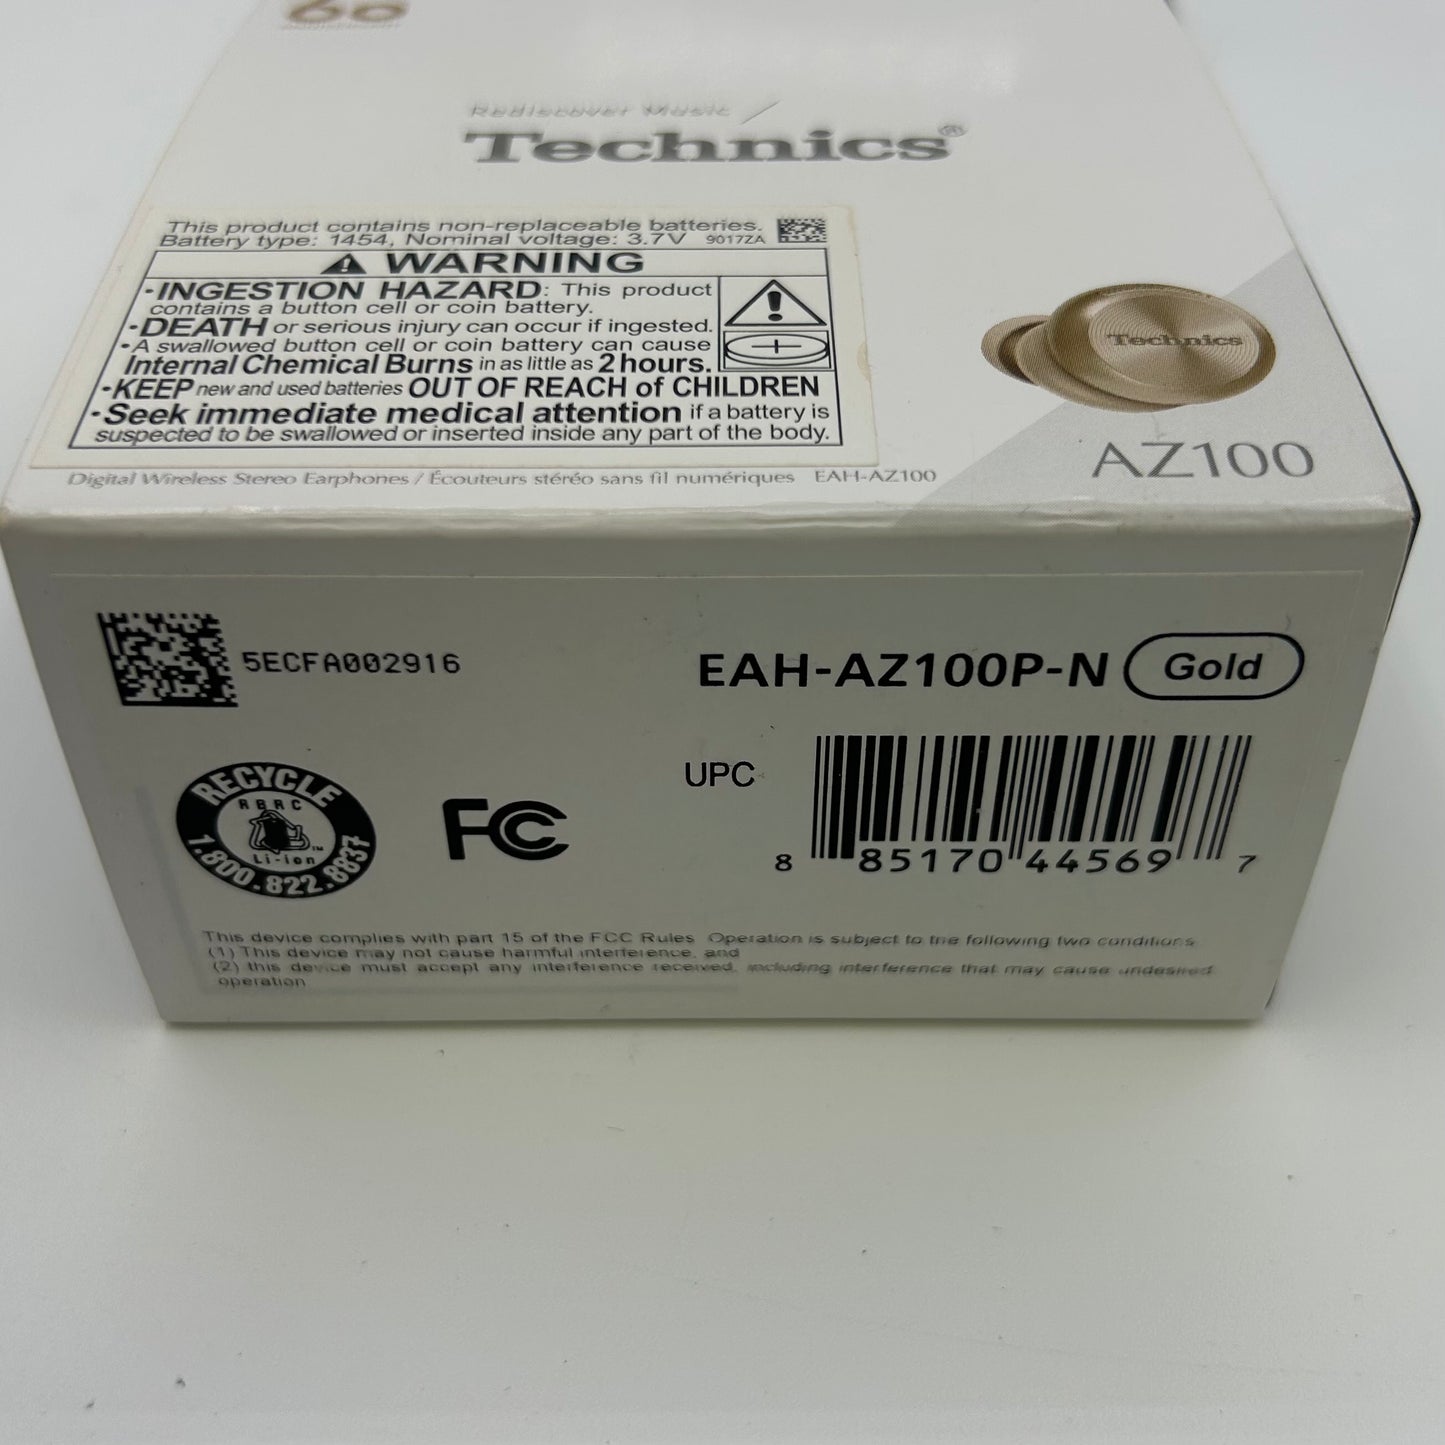 60
Rediscover Music /
Technics®
This product contains non-replaceable batteries.
Battery type: 1454, Nominal voltage: 3.7V 9017ZA
WARNING
•INGESTION HAZARD: This product
contains a button cell or coin battery.
•DEATH or serious injury can occur if ingested.
•A swallowed button cell or coin battery can cause
Internal Chemical Burns in as little as 2 hours.
•KEEP new and used batteries OUT OF REACH of CHILDREN
•Seek immediate medical attention if a battery is
suspected to be swallowed or inserted inside any part of the body.
Technics
AZ100
Digital Wireless Stereo Earphones / Écouteurs stéréo sans fil numériques EAH-AZ100
5ECFA002916
EAH-AZ100P-N Gold
UPC
8 85170 44569 7
RECYCLE
RBRC
Li-ion
TM
1.800.822.8837
FC
This device complies with part 15 of the FCC Rules. Operation is subject to the following two conditions:
(1) This device may not cause harmful interference, and
(2) this device must accept any interference received, including interference that may cause undesired
operation